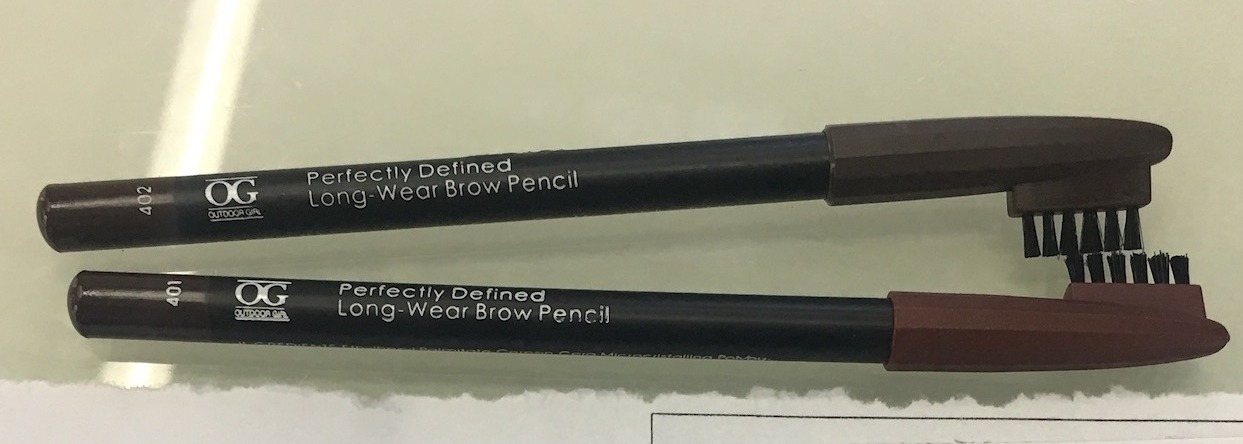 402
OG
OUTDOOR GIRL
Perfectly Defined
Long-Wear Brow Pencil
401
OG
OUTDOOR GIRL
Perfectly Defined
Long-Wear Brow Pencil